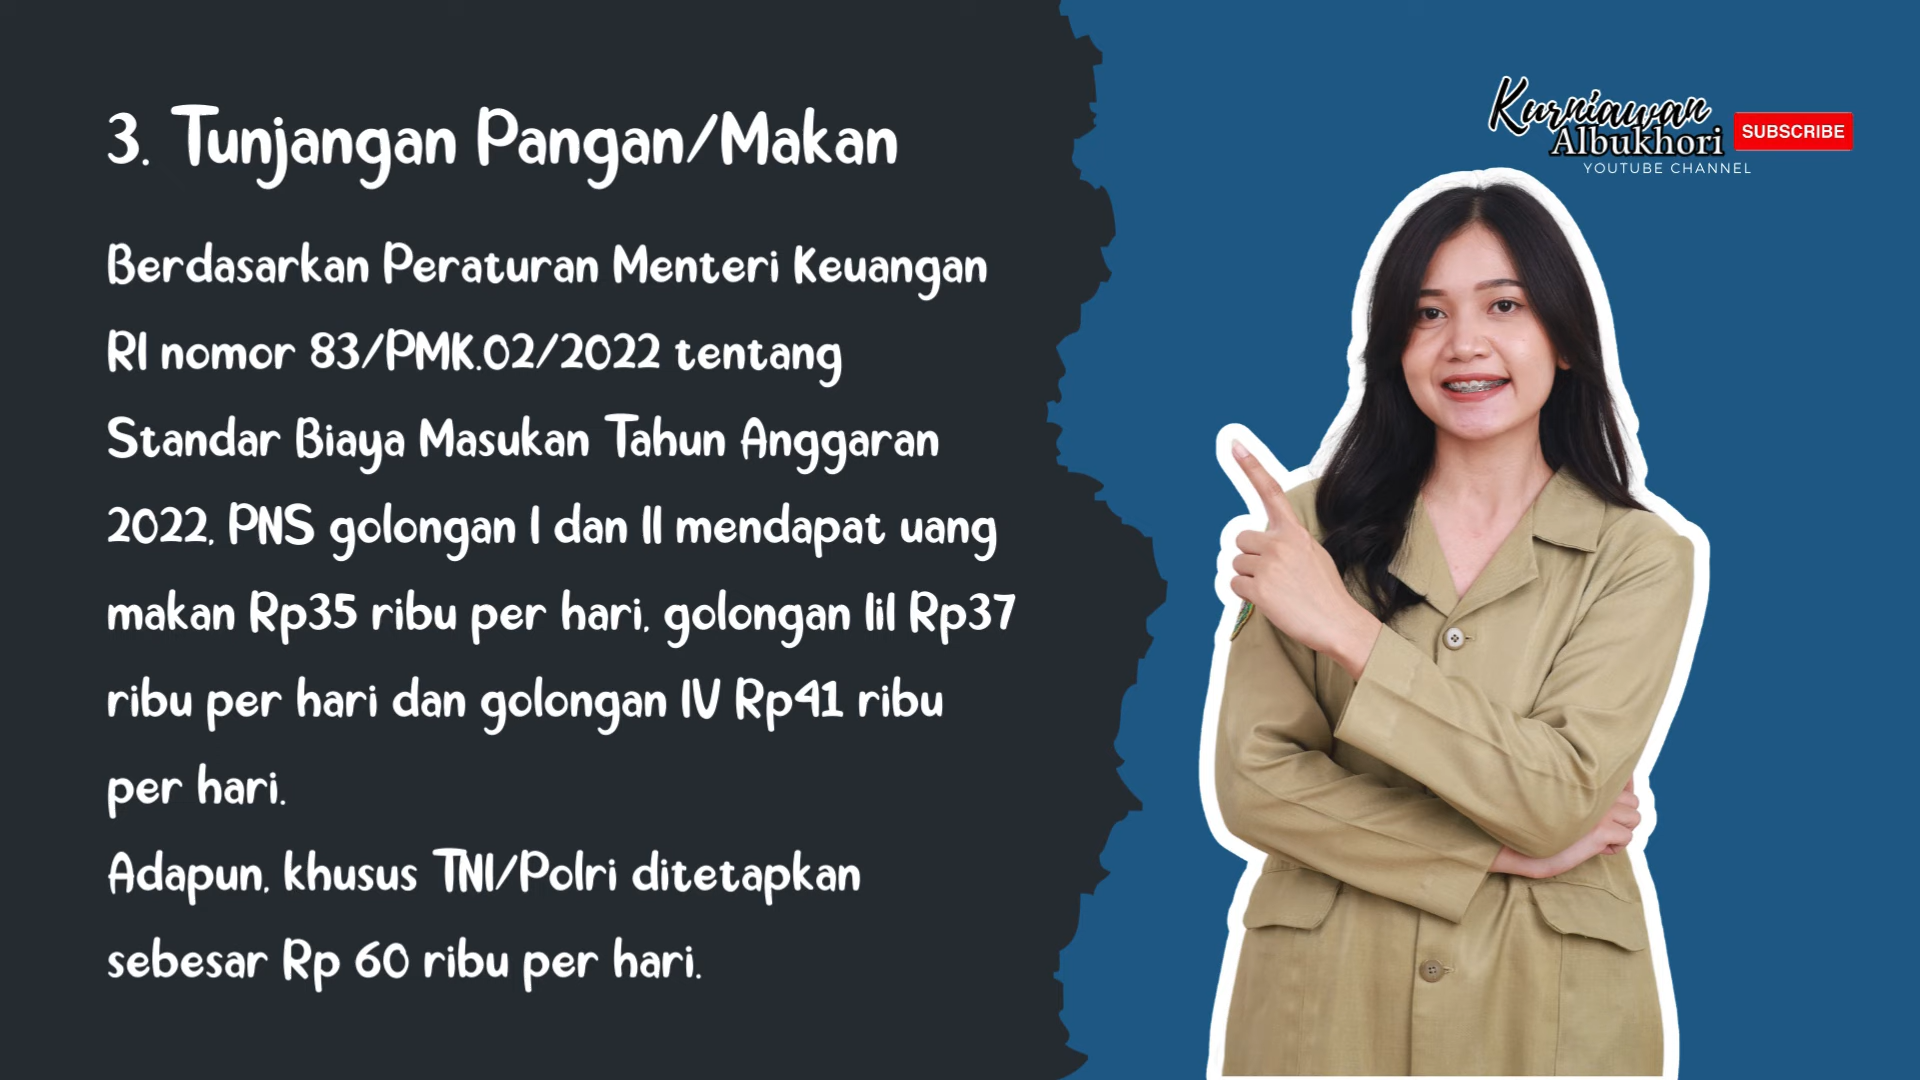 3. Tunjangan Pangan/Makan
Berdasarkan Peraturan Menteri Keuangan
RI nomor 83/PMK.02/2022 tentang
Standar Biaya Masukan Tahun Anggaran
2022, PNS golongan I dan II mendapat uang
makan Rp35 ribu per hari, golongan IiI Rp37
ribu per hari dan golongan IV Rp41 ribu
per hari.
Adapun, khusus TNI/Polri ditetapkan
sebesar Rp 60 ribu per hari.
Kurniawan
Albukhori
SUBSCRIBE
YOUTUBE CHANNEL